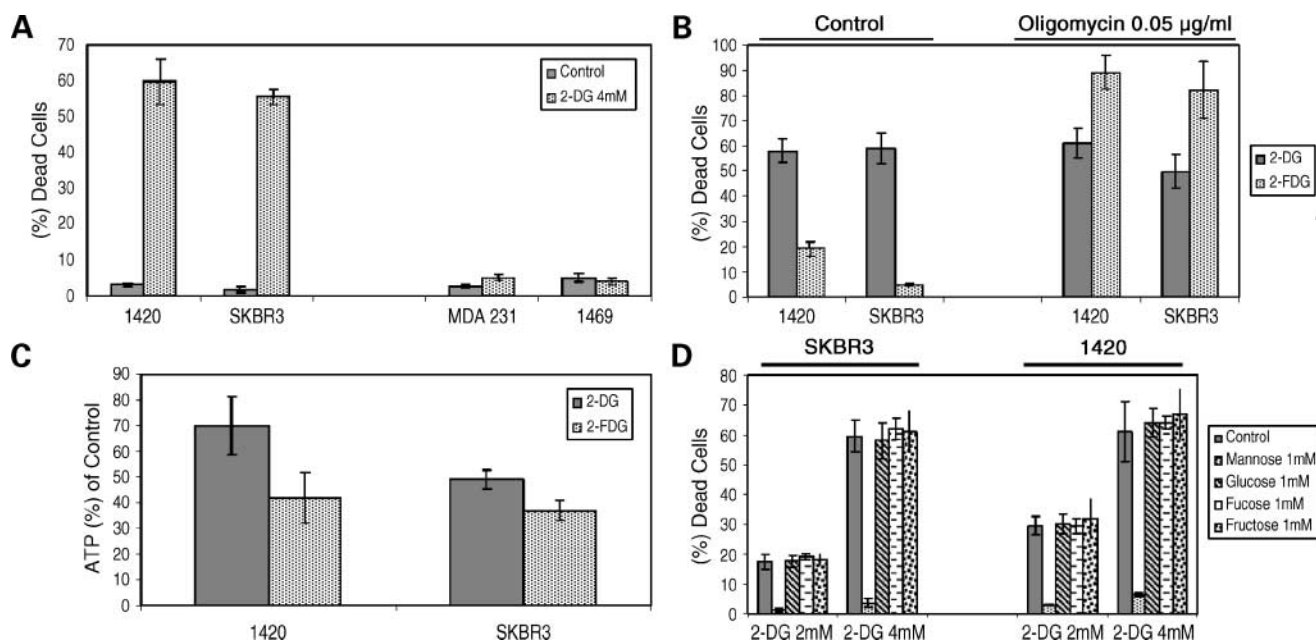 A
(%) Dead Cells
70
60
50
40
30
20
10
0
Control
2-DG 4mM
1420 SKBR3 MDA 231 1469
B
Control Oligomycin 0.05 µg/ml
(%) Dead Cells
100
90
80
70
60
50
40
30
20
10
0
2-DG
2-FDG
1420 SKBR3 1420 SKBR3
C
ATP (%) of Control
90
80
70
60
50
40
30
20
10
0
2-DG
2-FDG
1420 SKBR3
D
SKBR3 1420
(%) Dead Cells
80
70
60
50
40
30
20
10
0
Control
Mannose 1mM
Glucose 1mM
Fucose 1mM
Fructose 1mM
2-DG 2mM 2-DG 4mM 2-DG 2mM 2-DG 4mM